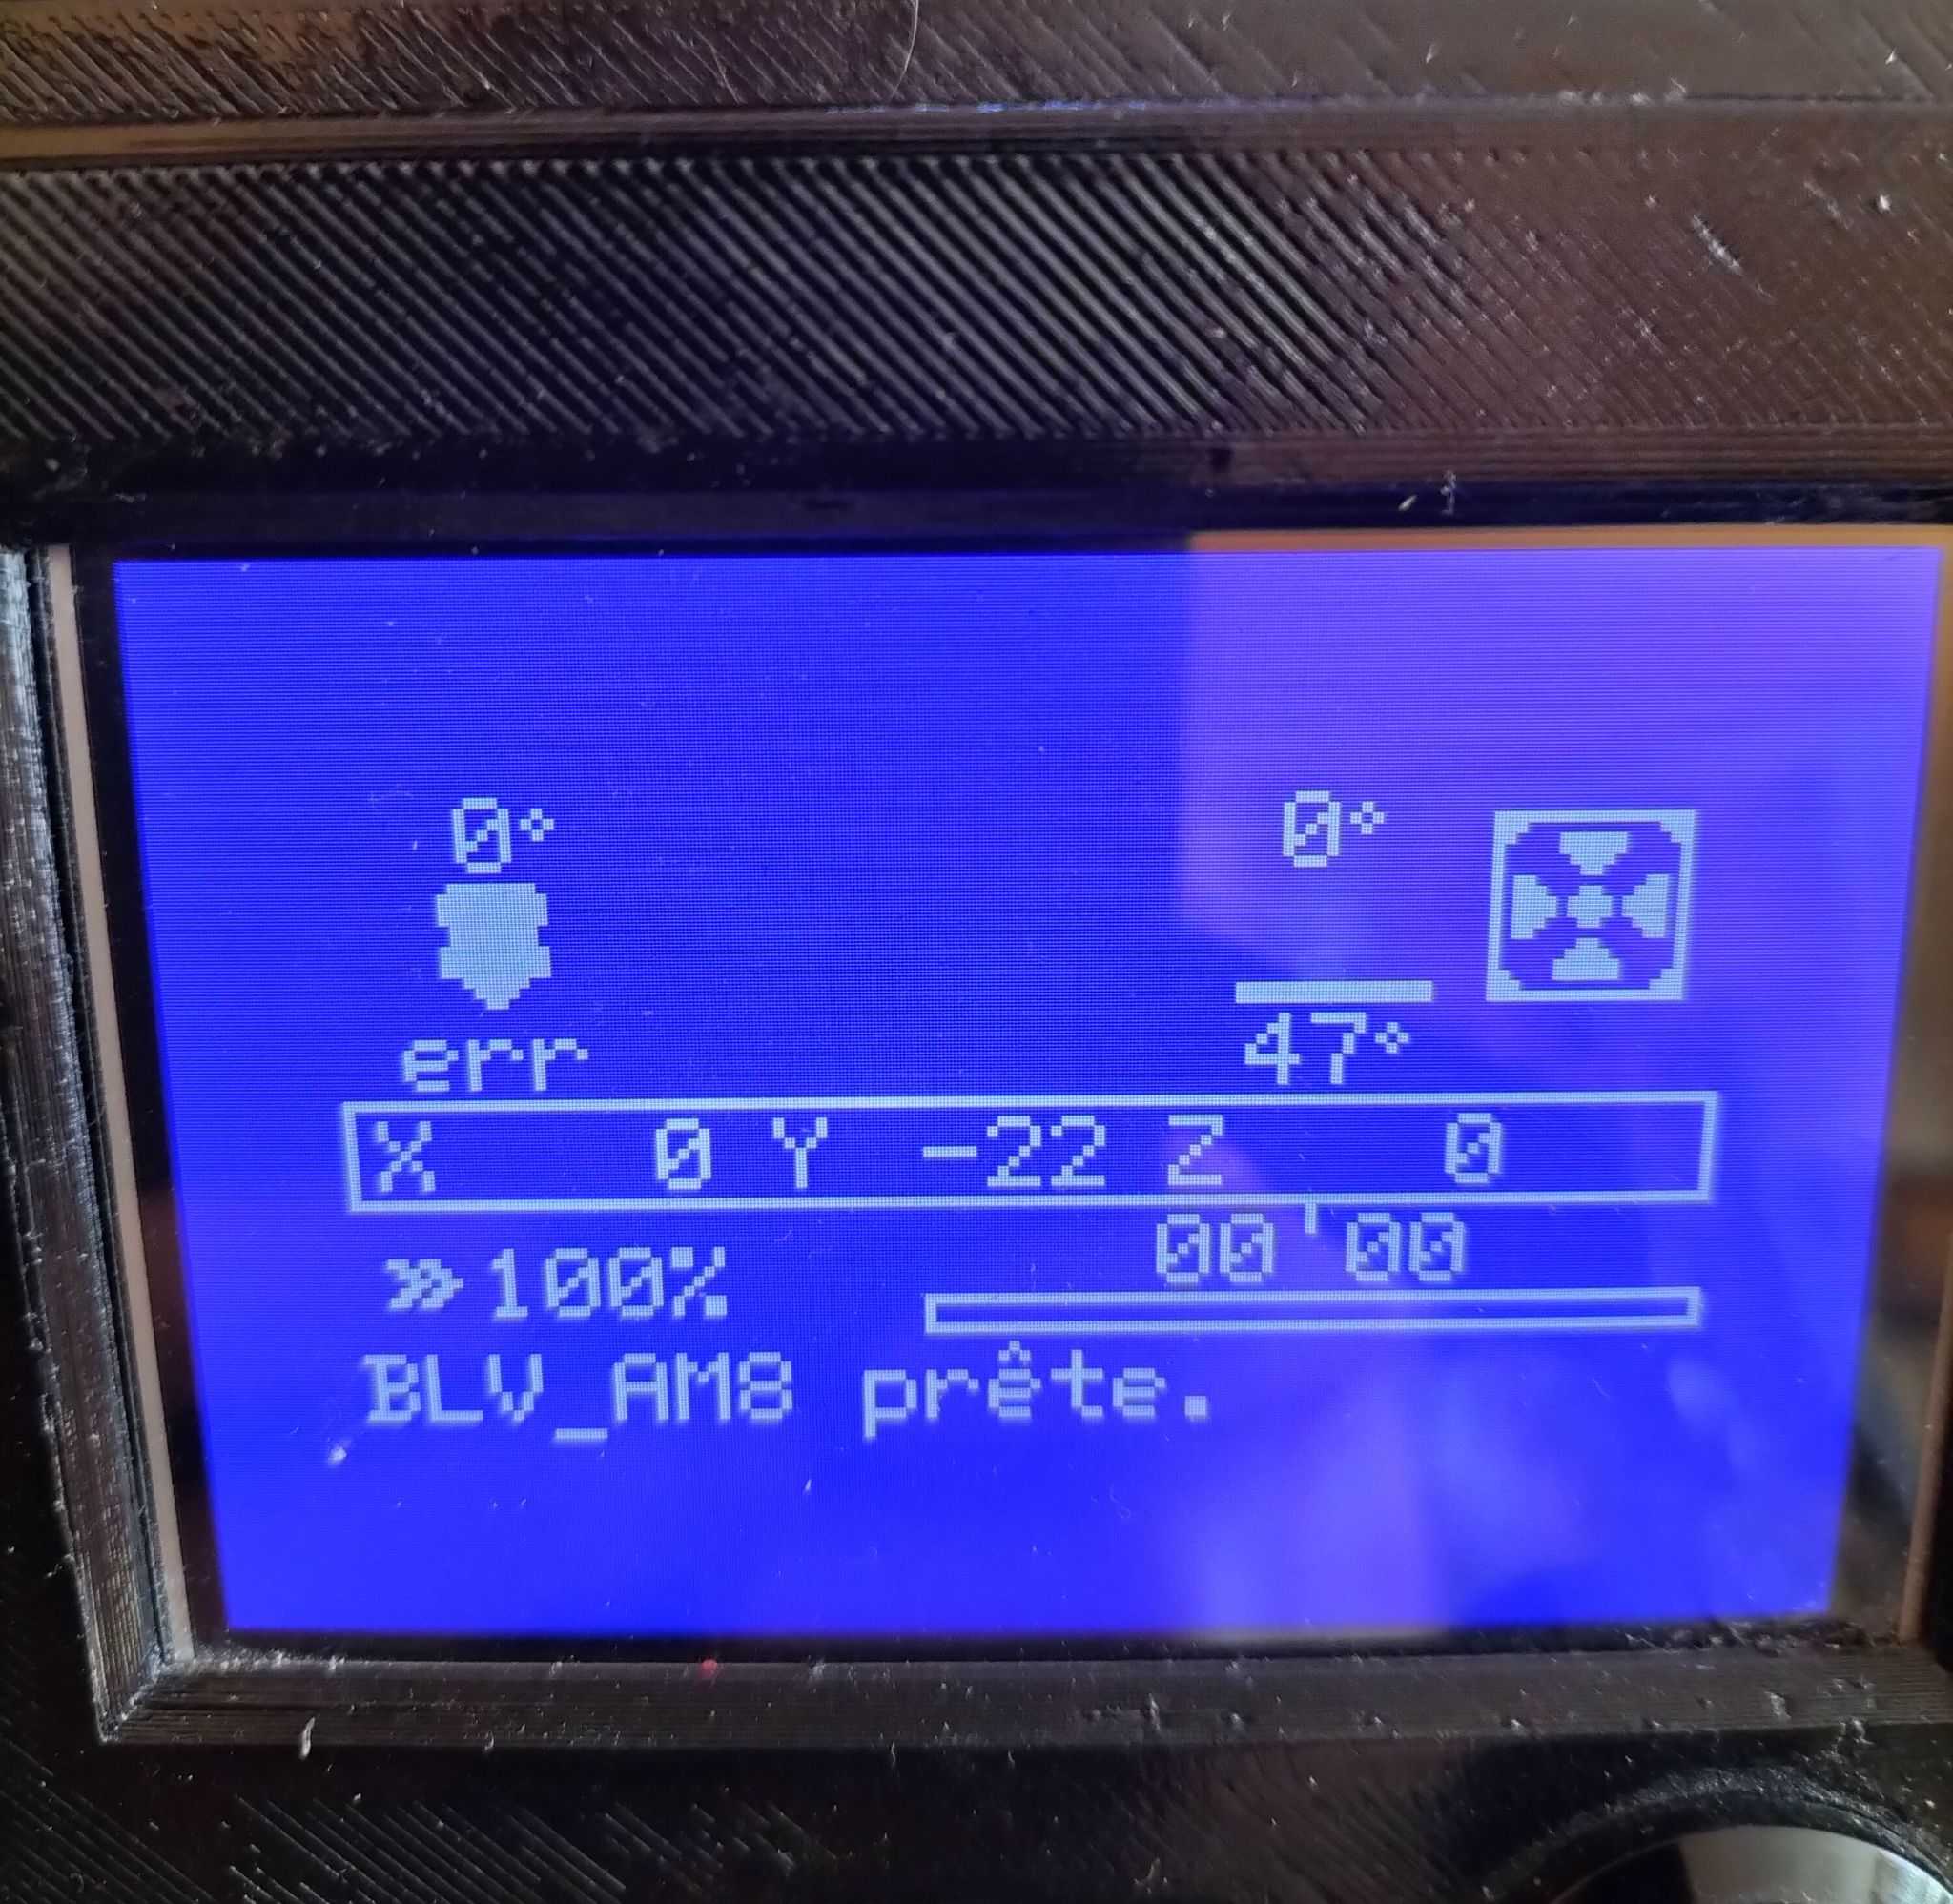 0° 0°
err 47°
X 0 Y -22 Z 0
00'00
»100%
BLV_AM8 prête.